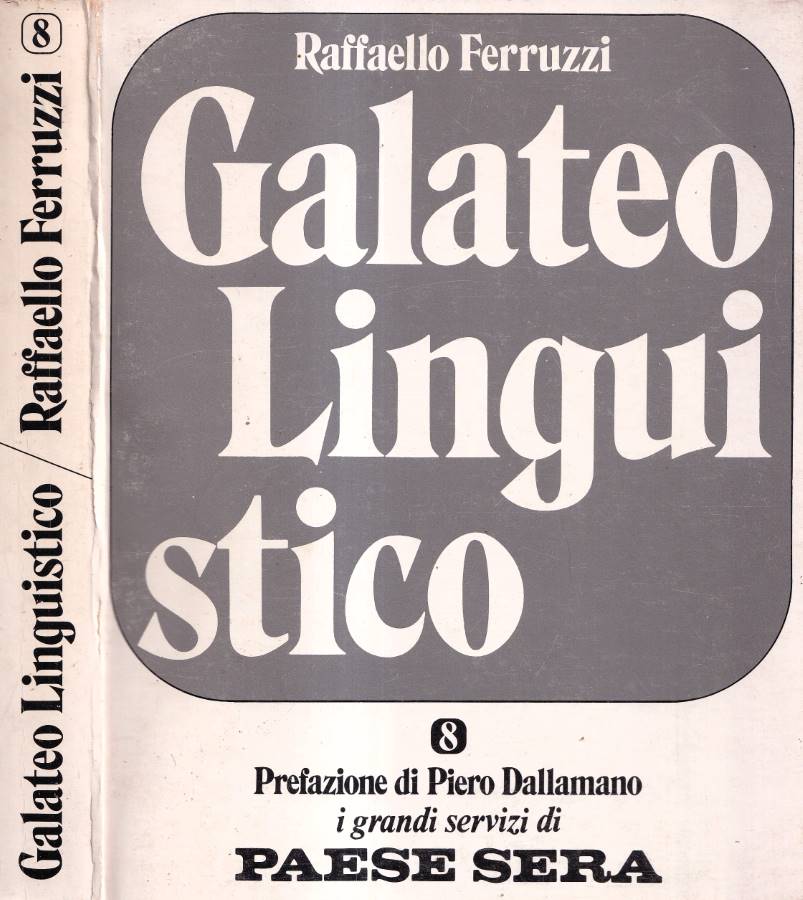 8
Galateo Linguistico / Raffaello Ferruzzi
Raffaello Ferruzzi
Galateo
Lingui
stico
8
Prefazione di Piero Dallamano
i grandi servizi di
PAESE SERA